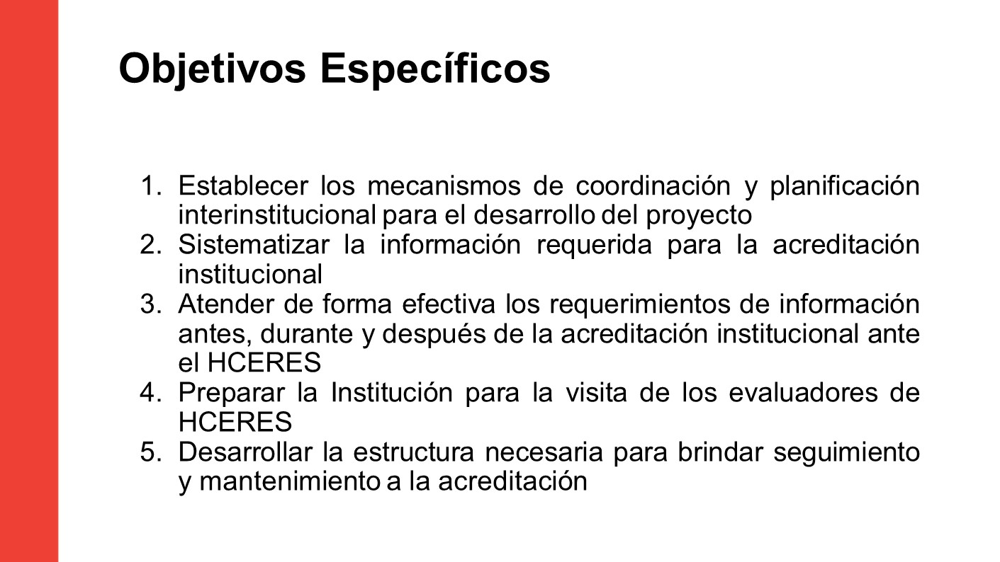 Objetivos Específicos
1. Establecer los mecanismos de coordinación y planificación
interinstitucional para el desarrollo del proyecto
2. Sistematizar la información requerida para la acreditación
institucional
3. Atender de forma efectiva los requerimientos de información
antes, durante y después de la acreditación institucional ante
el HCERES
4. Preparar la Institución para la visita de los evaluadores de
HCERES
5. Desarrollar la estructura necesaria para brindar seguimiento
y mantenimiento a la acreditación